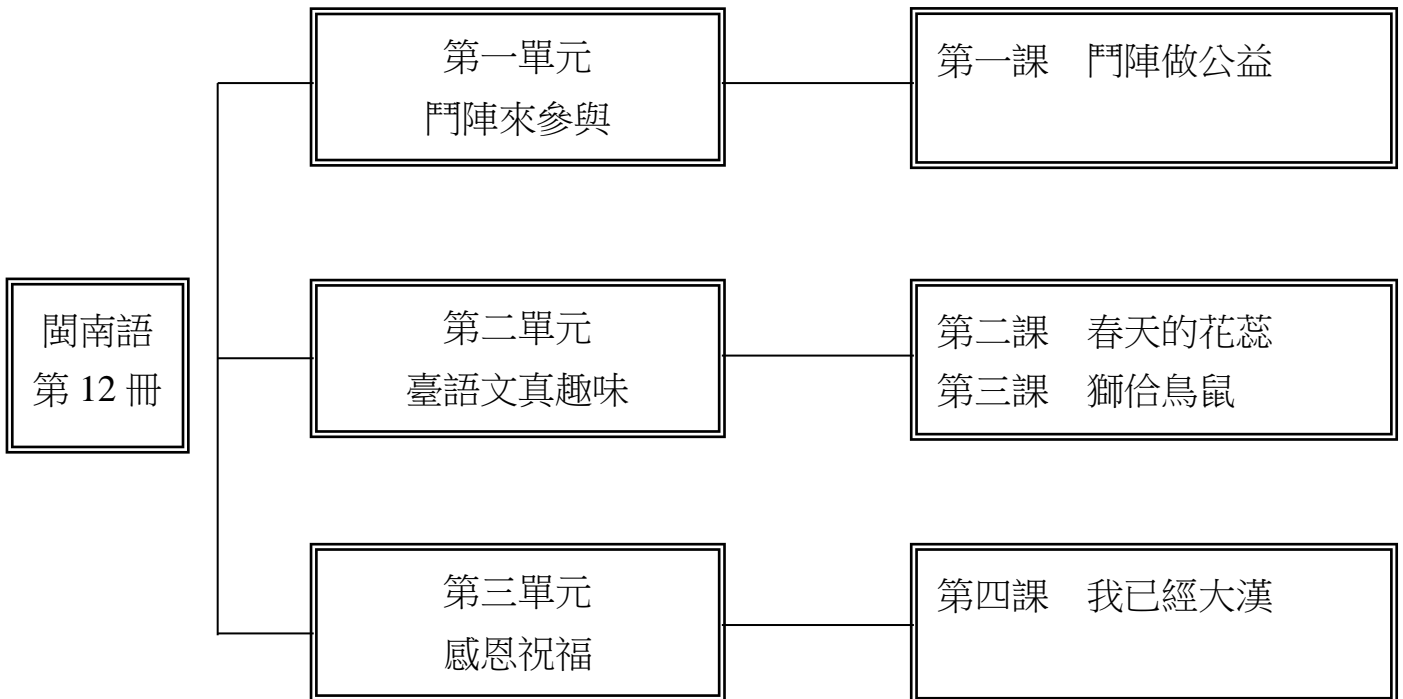 閩南語
第 12 冊
第一單元
鬥陣來參與
第一課　鬥陣做公益
第二單元
臺語文真趣味
第二課　春天的花蕊
第三課　獅佮鳥鼠
第三單元
感恩祝福
第四課　我已經大漢